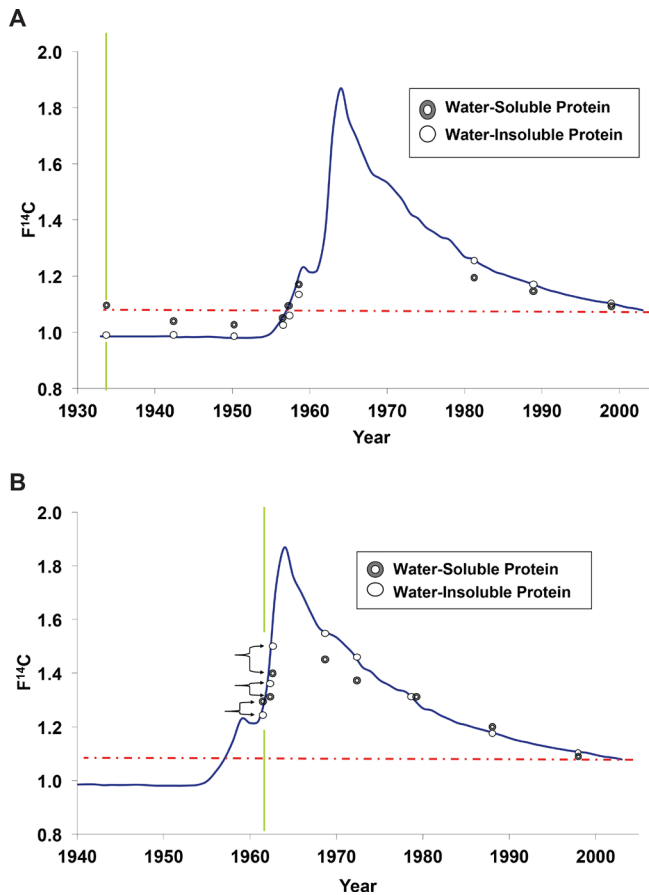 A
2.0
1.8
1.6
1.4
1.2
1.0
0.8
F14C
Water-Soluble Protein
Water-Insoluble Protein
1930 1940 1950 1960 1970 1980 1990 2000
Year
B
2.0
1.8
1.6
1.4
1.2
1.0
0.8
F14C
Water-Soluble Protein
Water-Insoluble Protein
1940 1950 1960 1970 1980 1990 2000
Year